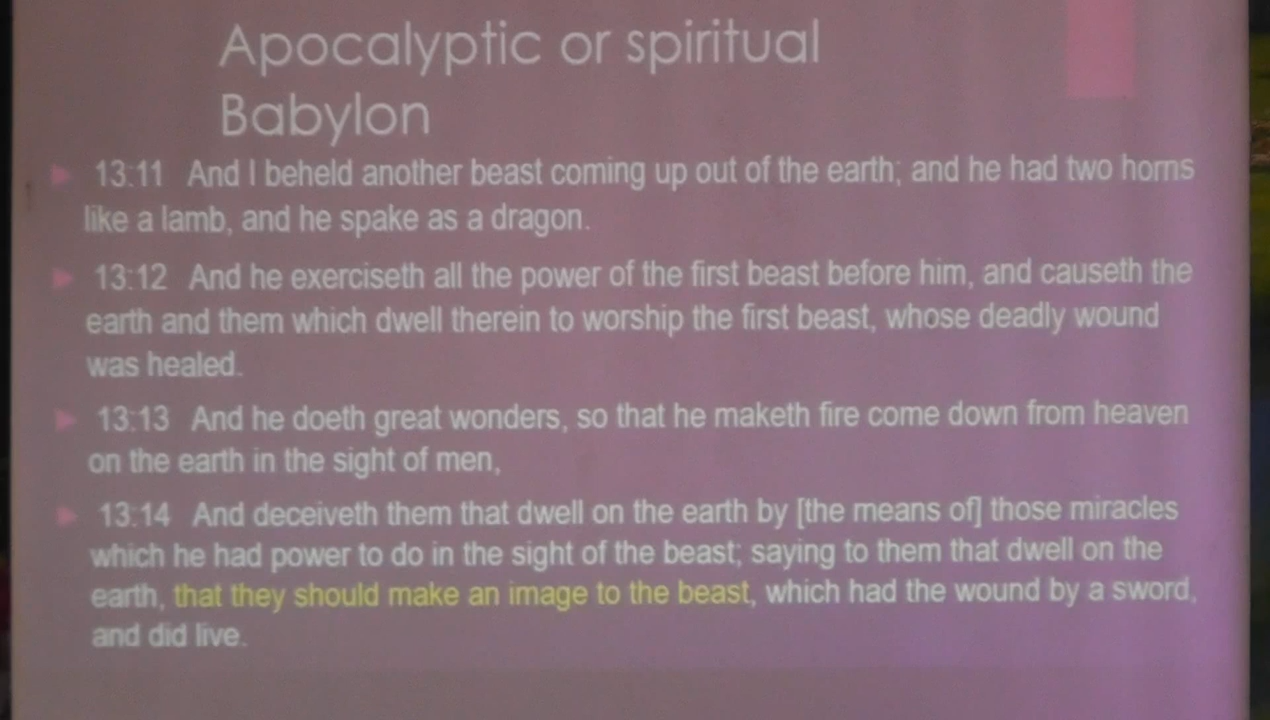 Apocalyptic or spiritual
Babylon
13:11 And I beheld another beast coming up out of the earth; and he had two horns
like a lamb, and he spake as a dragon.
13:12 And he exerciseth all the power of the first beast before him, and causeth the
earth and them which dwell therein to worship the first beast, whose deadly wound
was healed.
13:13 And he doeth great wonders, so that he maketh fire come down from heaven
on the earth in the sight of men,
13:14 And deceiveth them that dwell on the earth by [the means of] those miracles
which he had power to do in the sight of the beast; saying to them that dwell on the
earth, that they should make an image to the beast, which had the wound by a sword,
and did live.